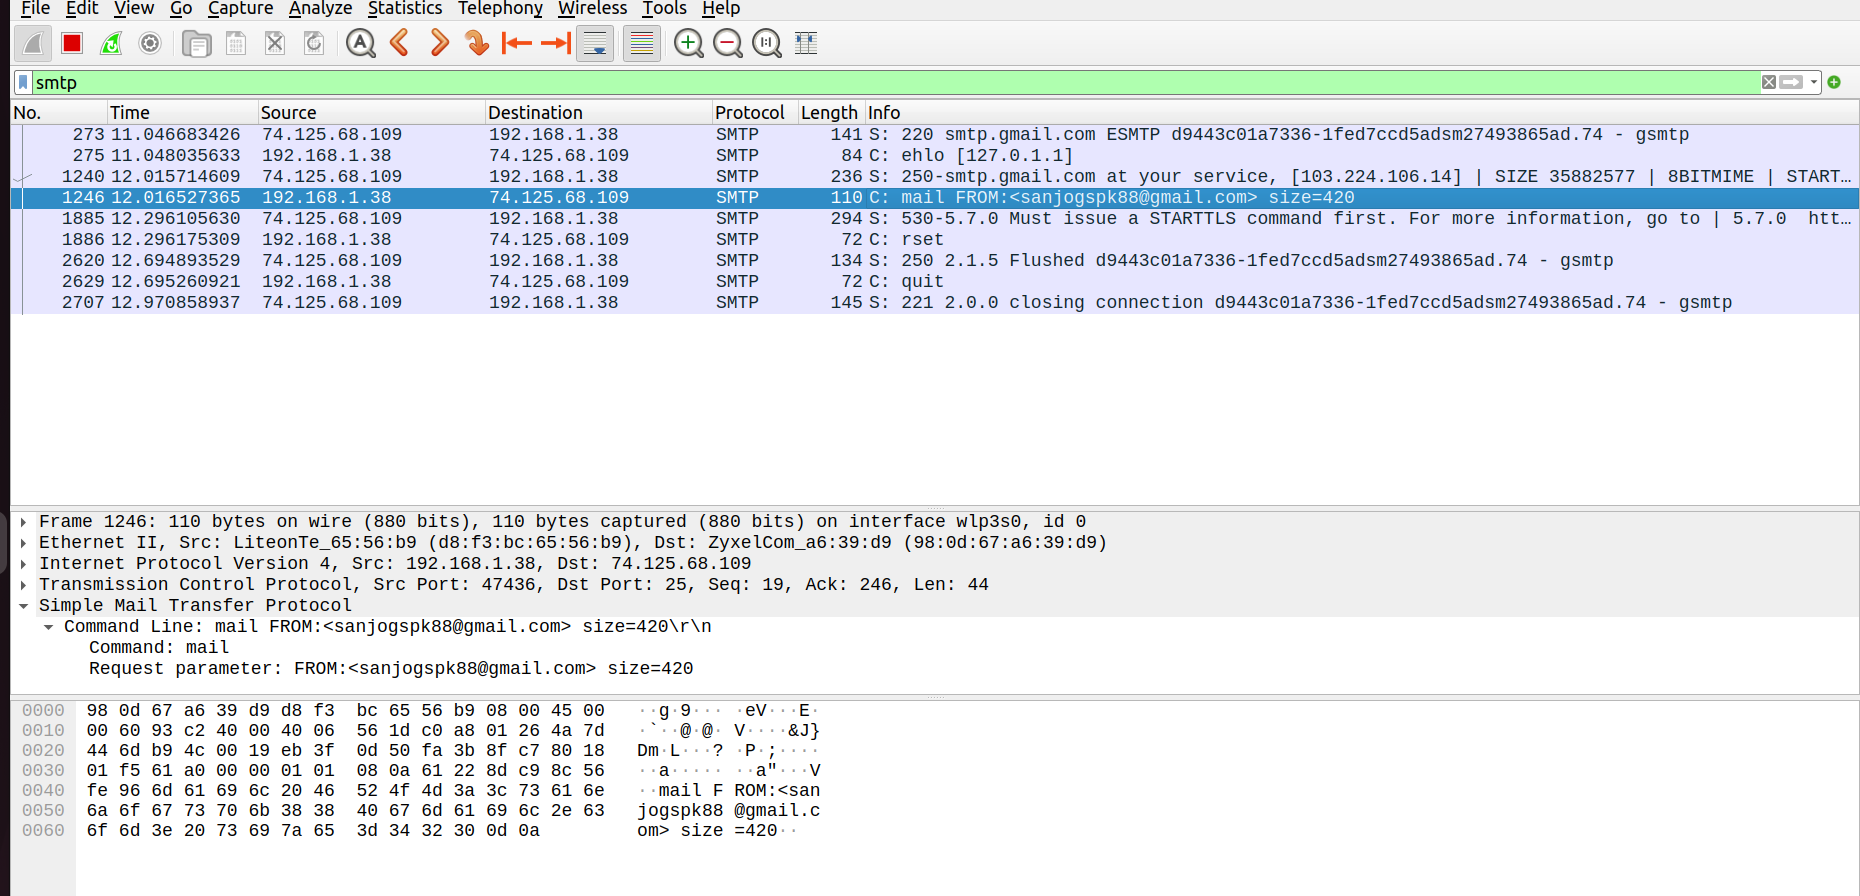 File Edit View Go Capture Analyze Statistics Telephony Wireless Tools Help
smtp
No. Time Source Destination Protocol Length Info
273 11.046683426 74.125.68.109 192.168.1.38 SMTP 141 S: 220 smtp.gmail.com ESMTP d9443c01a7336-1fed7ccd5adsm27493865ad.74 - gsmtp
275 11.048035633 192.168.1.38 74.125.68.109 SMTP 84 C: ehlo [127.0.1.1]
1240 12.015714609 74.125.68.109 192.168.1.38 SMTP 236 S: 250-smtp.gmail.com at your service, [103.224.106.14] | SIZE 35882577 | 8BITMIME | START…
1246 12.016527365 192.168.1.38 74.125.68.109 SMTP 110 C: mail FROM:<sanjogspk88@gmail.com> size=420
1885 12.296105630 74.125.68.109 192.168.1.38 SMTP 294 S: 530-5.7.0 Must issue a STARTTLS command first. For more information, go to | 5.7.0  htt…
1886 12.296175309 192.168.1.38 74.125.68.109 SMTP 72 C: rset
2620 12.694893529 74.125.68.109 192.168.1.38 SMTP 134 S: 250 2.1.5 Flushed d9443c01a7336-1fed7ccd5adsm27493865ad.74 - gsmtp
2629 12.695260921 192.168.1.38 74.125.68.109 SMTP 72 C: quit
2707 12.970858937 74.125.68.109 192.168.1.38 SMTP 145 S: 221 2.0.0 closing connection d9443c01a7336-1fed7ccd5adsm27493865ad.74 - gsmtp
Frame 1246: 110 bytes on wire (880 bits), 110 bytes captured (880 bits) on interface wlp3s0, id 0
Ethernet II, Src: LiteonTe_65:56:b9 (d8:f3:bc:65:56:b9), Dst: ZyxelCom_a6:39:d9 (98:0d:67:a6:39:d9)
Internet Protocol Version 4, Src: 192.168.1.38, Dst: 74.125.68.109
Transmission Control Protocol, Src Port: 47436, Dst Port: 25, Seq: 19, Ack: 246, Len: 44
Simple Mail Transfer Protocol
Command Line: mail FROM:<sanjogspk88@gmail.com> size=420\r\n
Command: mail
Request parameter: FROM:<sanjogspk88@gmail.com> size=420
0000 98 0d 67 a6 39 d9 d8 f3 bc 65 56 b9 08 00 45 00 ··g·9··· ·eV···E·
0010 00 60 93 c2 40 00 40 06 56 1d c0 a8 01 26 4a 7d ·`··@·@· V····&J}
0020 44 6d b9 4c 00 19 eb 3f 0d 50 fa 3b 8f c7 80 18 Dm·L···? ·P·;····
0030 01 f5 61 a0 00 00 01 01 08 0a 61 22 8d c9 8c 56 ··a····· ··a"···V
0040 fe 96 6d 61 69 6c 20 46 52 4f 4d 3a 3c 73 61 6e ··mail F ROM:<san
0050 6a 6f 67 73 70 6b 38 38 40 67 6d 61 69 6c 2e 63 jogspk88 @gmail.c
0060 6f 6d 3e 20 73 69 7a 65 3d 34 32 30 0d 0a om> size =420··